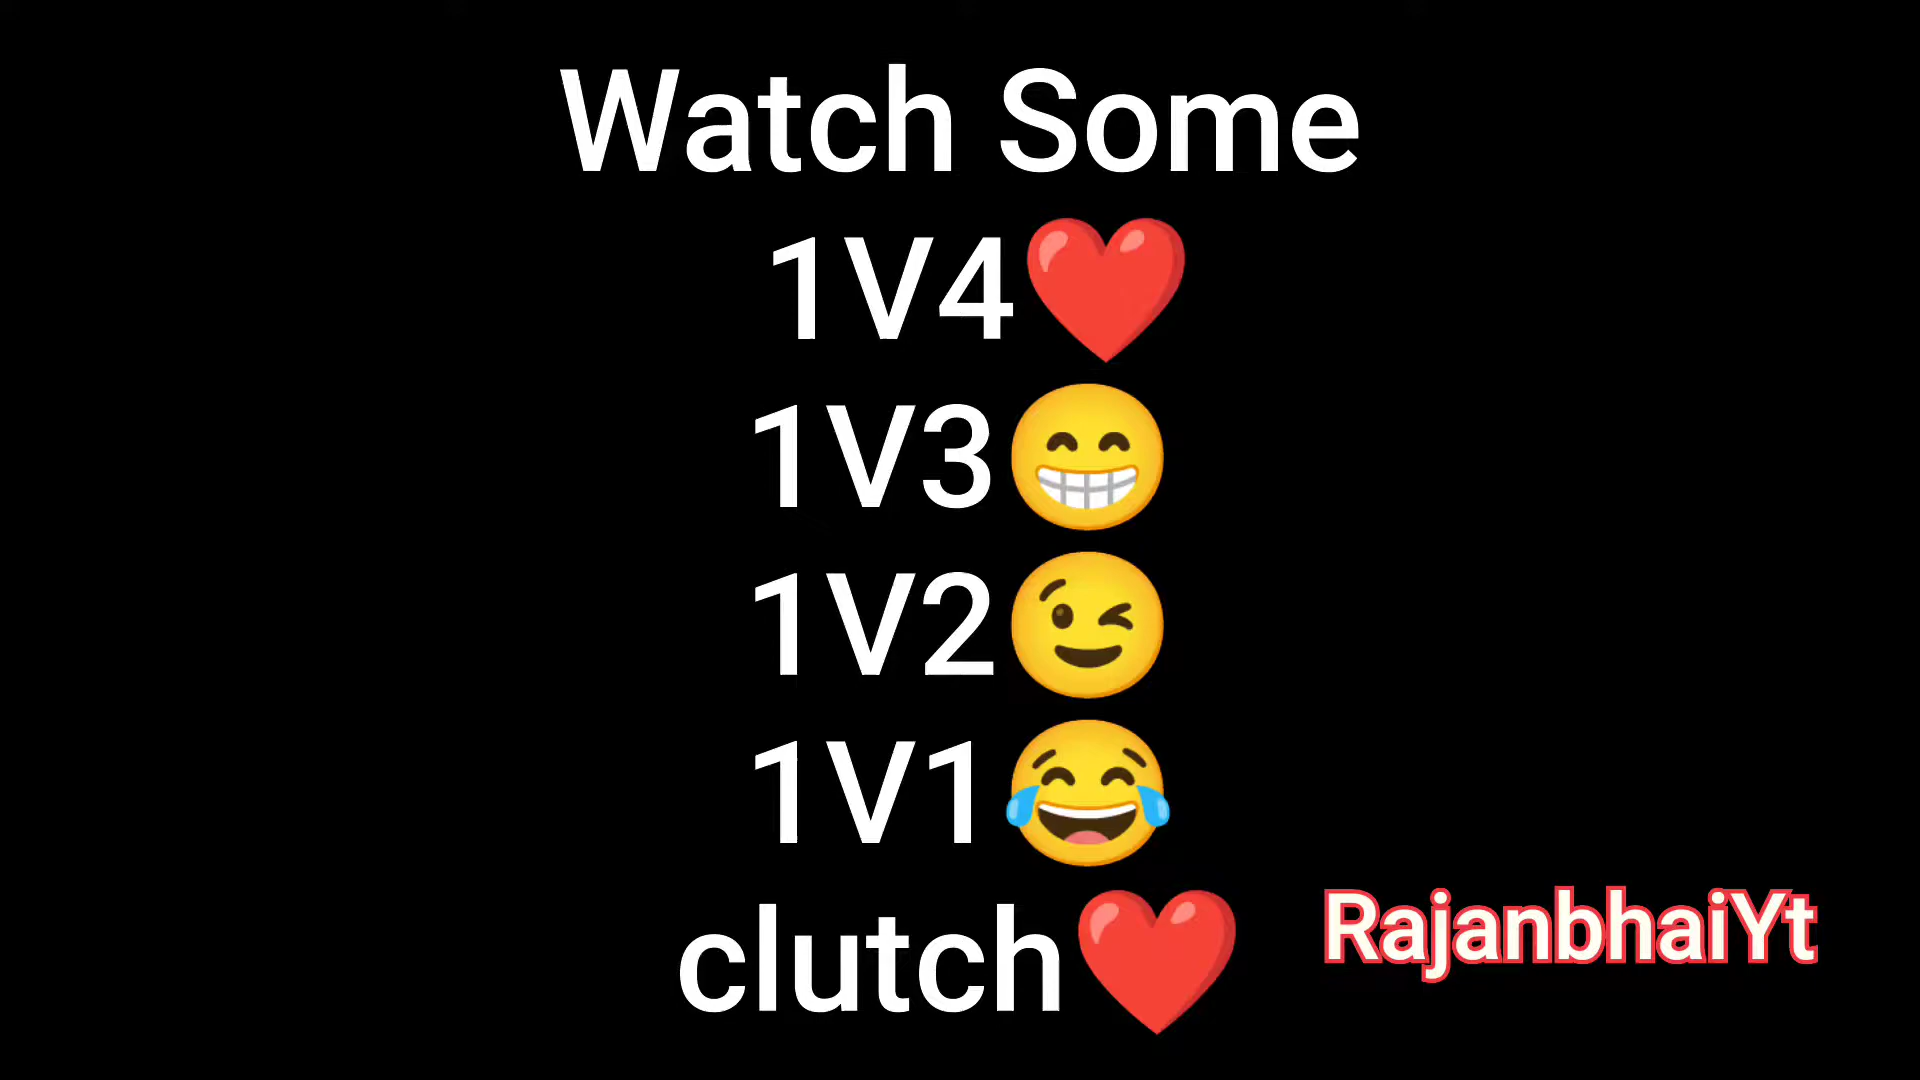 Watch Some
1V4❤️
1V3😁
1V2😉
1V1😂
clutch❤️
RajanbhaiYt